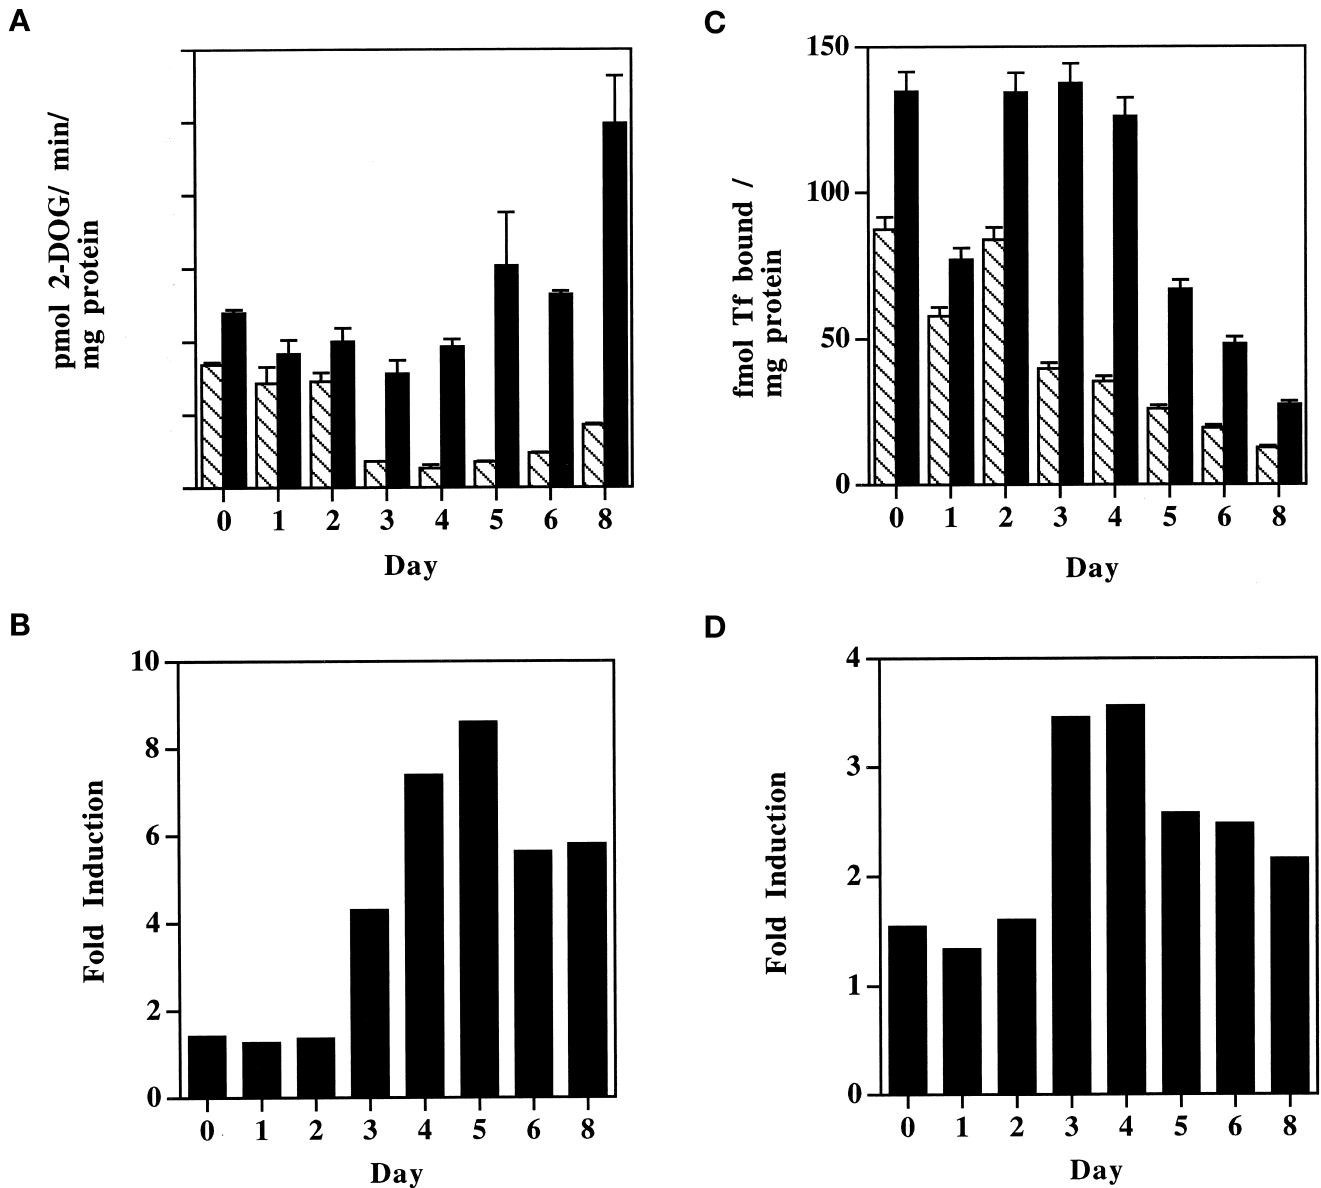 A
pmol 2-DOG/ min/
mg protein
0 1 2 3 4 5 6 8
Day
B
10
8
6
4
2
0
Fold Induction
0 1 2 3 4 5 6 8
Day
C
150
100
50
0
fmol Tf bound /
mg protein
0 1 2 3 4 5 6 8
Day
D
4
3
2
1
0
Fold Induction
0 1 2 3 4 5 6 8
Day